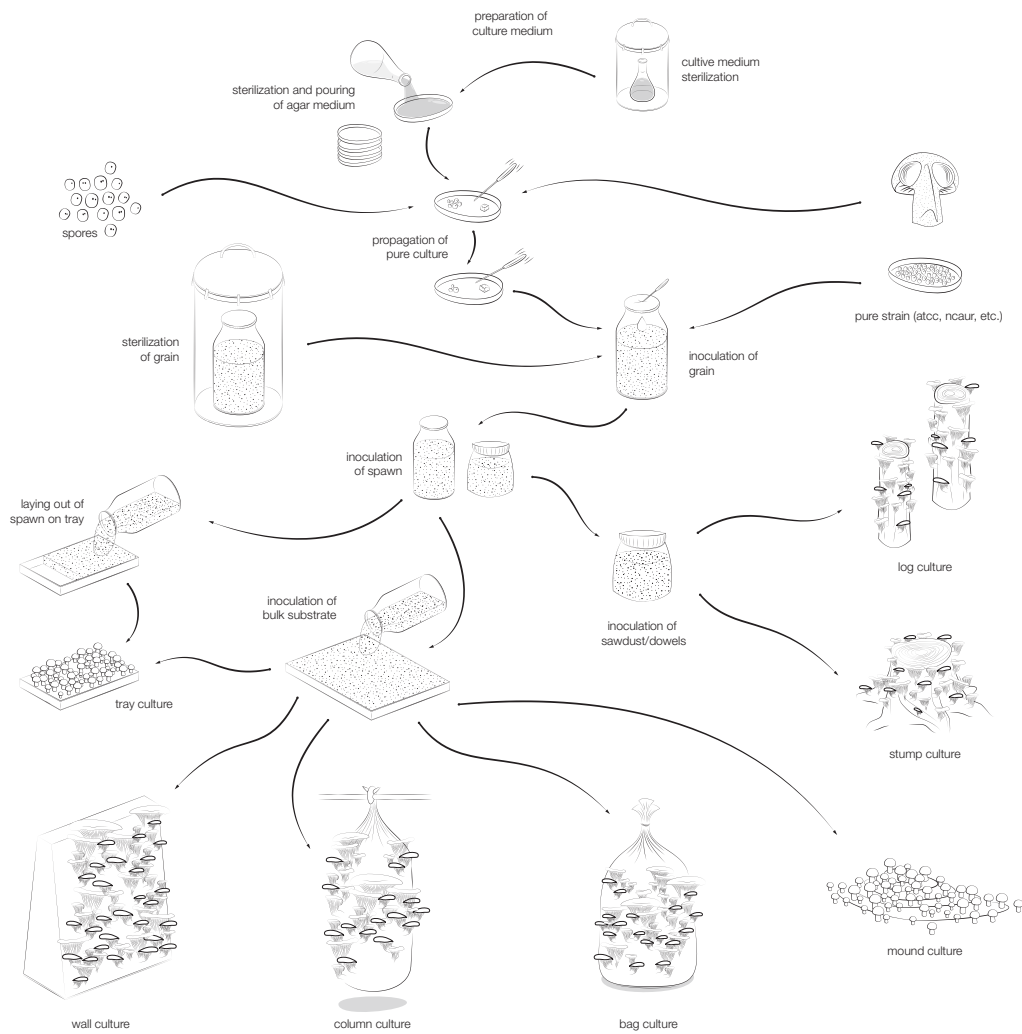 preparation of
culture medium
cultive medium
sterilization
sterilization and pouring
of agar medium
spores
propagation of
pure culture
pure strain (atcc, ncaur, etc.)
sterilization
of grain
inoculation of
grain
inoculation
of spawn
laying out of
spawn on tray
log culture
inoculation of
bulk substrate
inoculation of
sawdust/dowels
tray culture
stump culture
mound culture
wall culture
column culture
bag culture